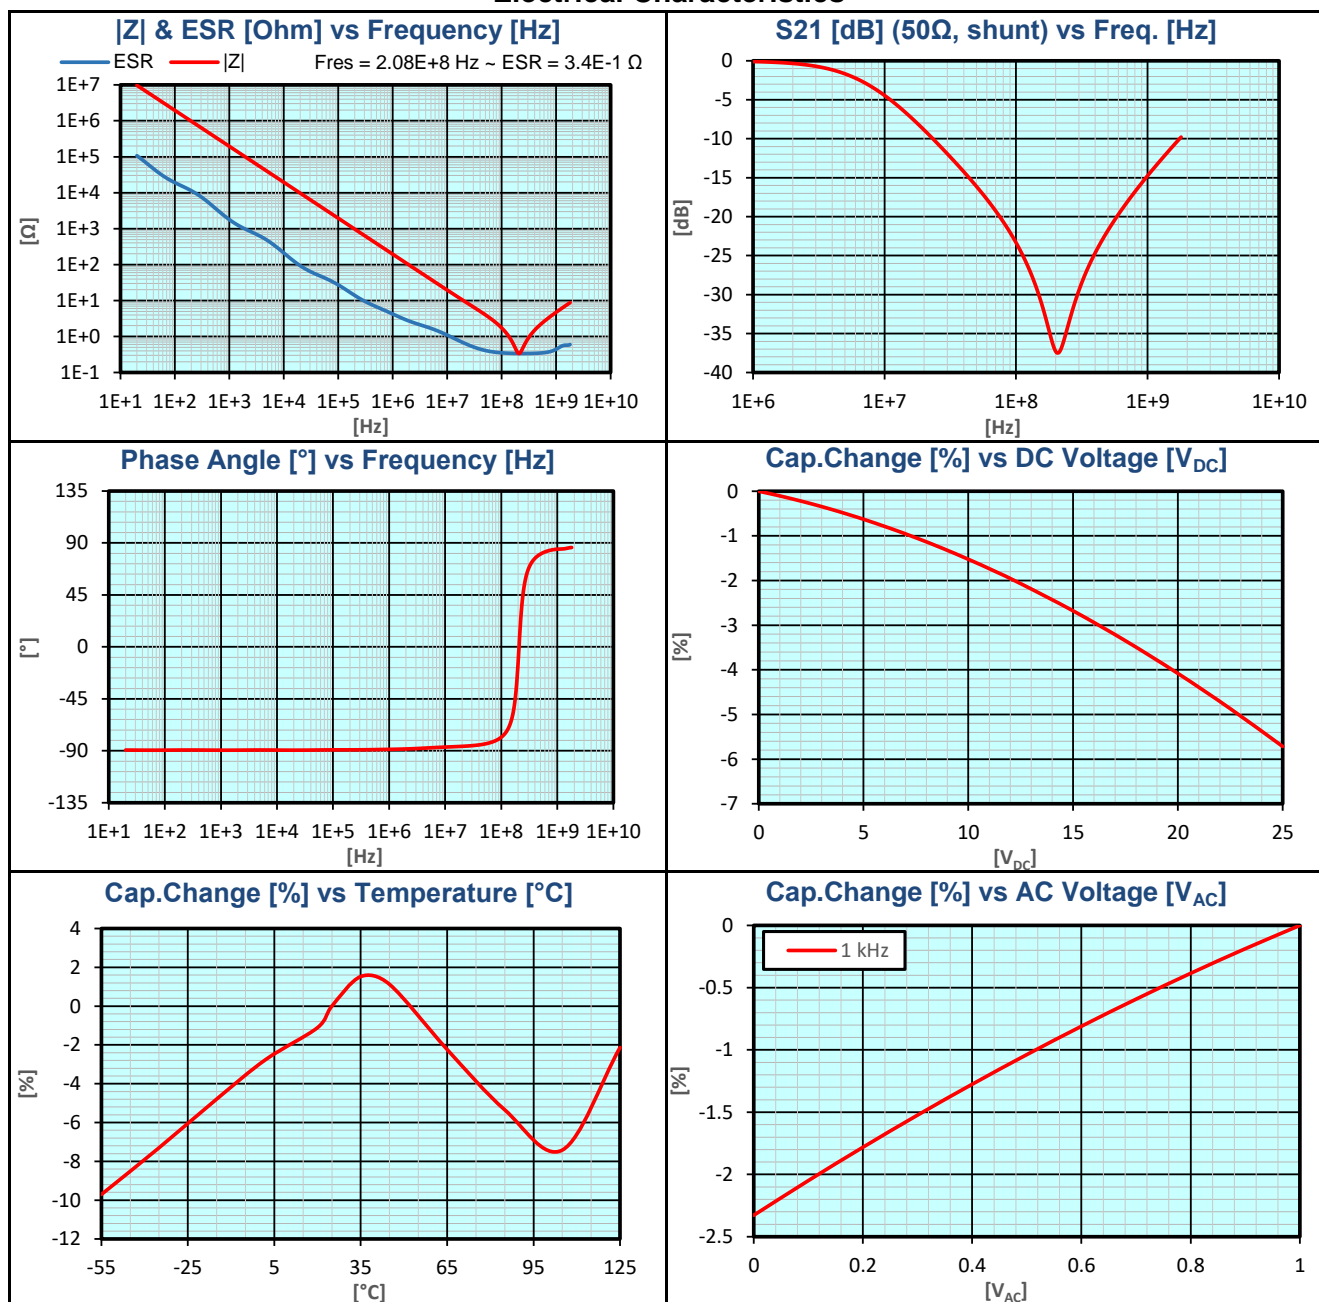 Electrical Characteristics
|Z| & ESR [Ohm] vs Frequency [Hz]
ESR |Z| Fres = 2.08E+8 Hz ~ ESR = 3.4E-1 Ω
1E+7
1E+6
1E+5
1E+4
1E+3
1E+2
1E+1
1E+0
1E-1
[Ω]
1E+1 1E+2 1E+3 1E+4 1E+5 1E+6 1E+7 1E+8 1E+9 1E+10
[Hz]
S21 [dB] (50Ω, shunt) vs Freq. [Hz]
0
-5
-10
-15
-20
-25
-30
-35
-40
[dB]
1E+6 1E+7 1E+8 1E+9 1E+10
[Hz]
Phase Angle [°] vs Frequency [Hz]
135
90
45
0
-45
-90
-135
[°]
1E+1 1E+2 1E+3 1E+4 1E+5 1E+6 1E+7 1E+8 1E+9 1E+10
[Hz]
Cap.Change [%] vs DC Voltage [VDC]
0
-1
-2
-3
-4
-5
-6
-7
[%]
0 5 10 15 20 25
[VDC]
Cap.Change [%] vs Temperature [°C]
4
2
0
-2
-4
-6
-8
-10
-12
[%]
-55 -25 5 35 65 95 125
[°C]
Cap.Change [%] vs AC Voltage [VAC]
1 kHz
0
-0.5
-1
-1.5
-2
-2.5
[%]
0 0.2 0.4 0.6 0.8 1
[VAC]